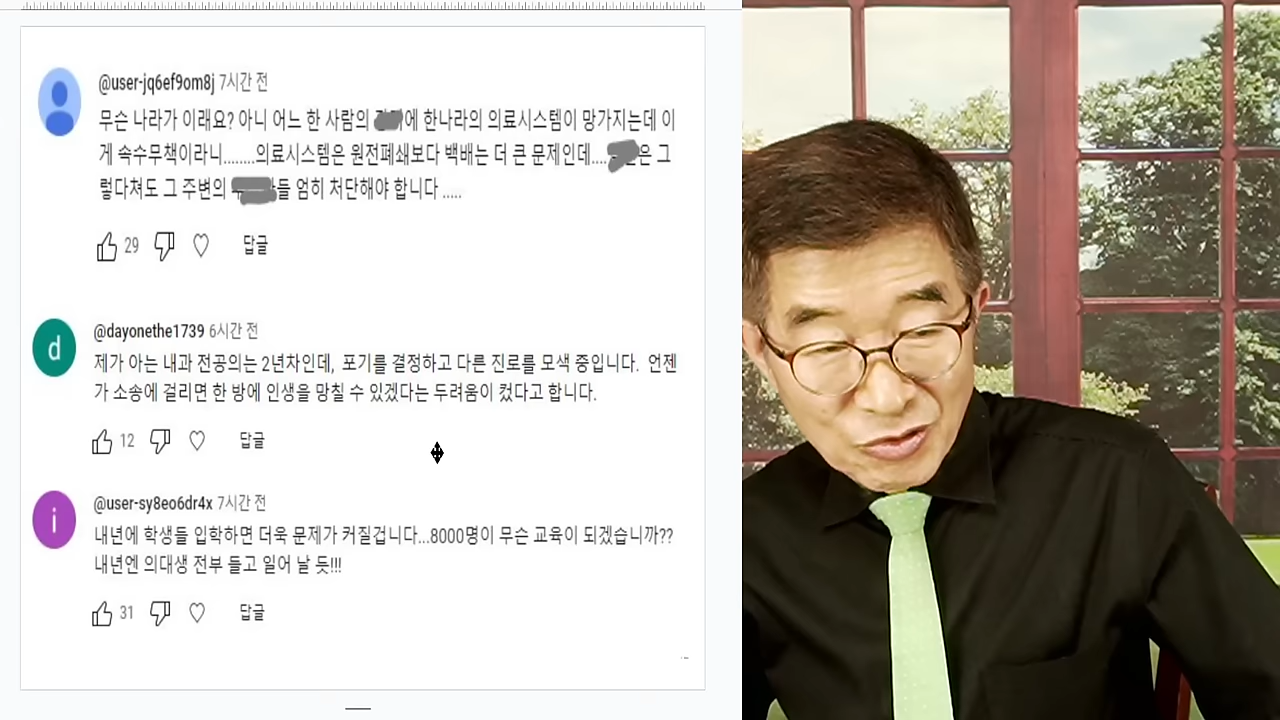 @user-jq6ef9om8j 7시간 전
무슨 나라가 이래요? 아니 어느 한 사람의 에 한나라의 의료시스템이 망가지는데 이
게 속수무책이라니........의료시스템은 원전폐쇄보다 백배는 더 큰 문제인데....은 그
렇다쳐도 그 주변의 들 엄히 처단해야 합니다 .....
29 답글
@dayonethe1739 6시간 전
제가 아는 내과 전공의는 2년차인데, 포기를 결정하고 다른 진로를 모색 중입니다. 언젠
가 소송에 걸리면 한 방에 인생을 망칠 수 있겠다는 두려움이 컸다고 합니다.
12 답글
@user-sy8eo6dr4x 7시간 전
내년에 학생들 입학하면 더욱 문제가 커질겁니다...8000명이 무슨 교육이 되겠습니까??
내년엔 의대생 전부 들고 일어 날 듯!!!
31 답글
d
i